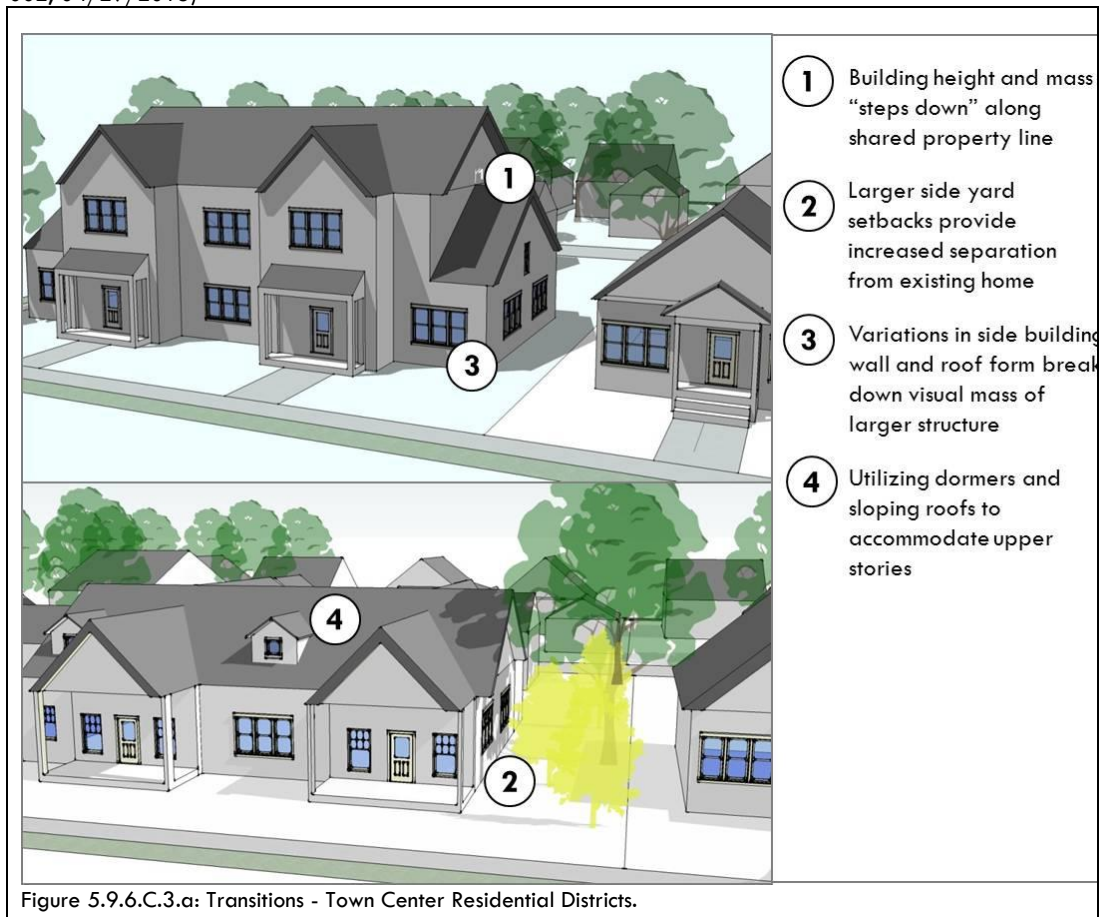 1
Building height and mass
“steps down” along
shared property line
2
Larger side yard
setbacks provide
increased separation
from existing home
3
Variations in side building
wall and roof form break
down visual mass of
larger structure
4
Utilizing dormers and
sloping roofs to
accommodate upper
stories
1
3
4
2
Figure 5.9.6.C.3.a: Transitions - Town Center Residential Districts.